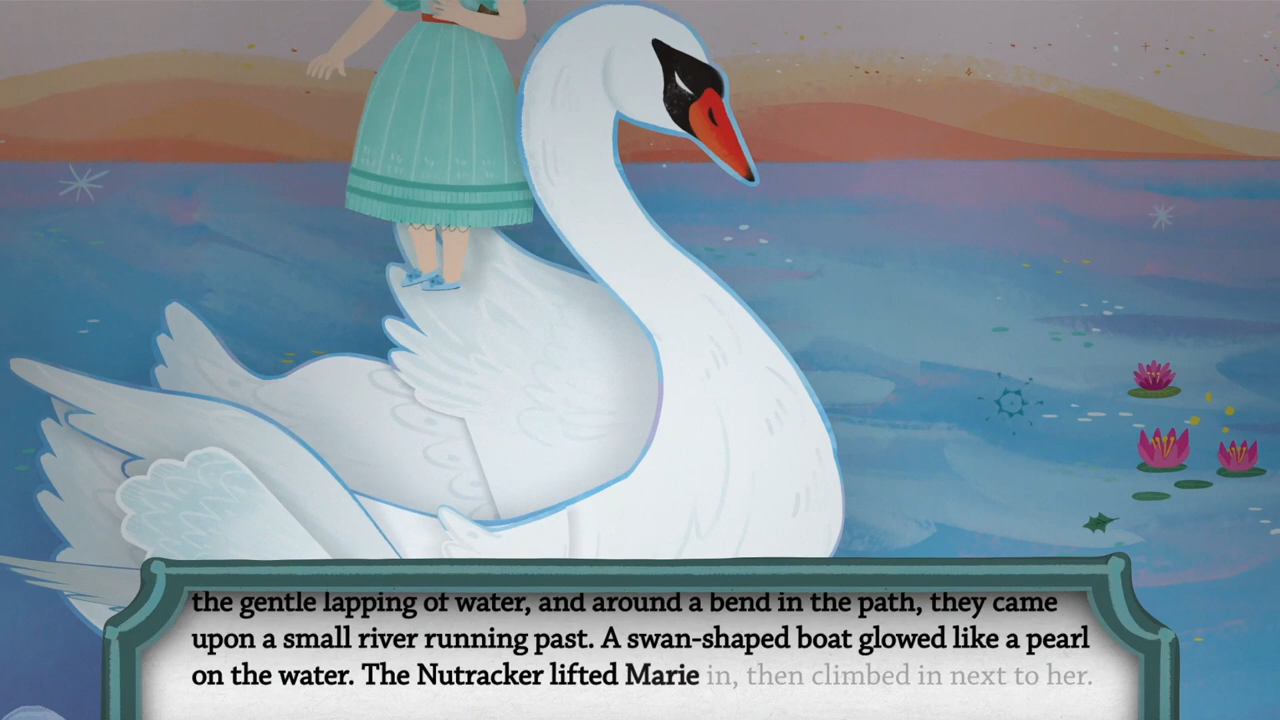 the gentle lapping of water, and around a bend in the path, they came
upon a small river running past. A swan-shaped boat glowed like a pearl
on the water. The Nutracker lifted Marie in, then climbed in next to her.